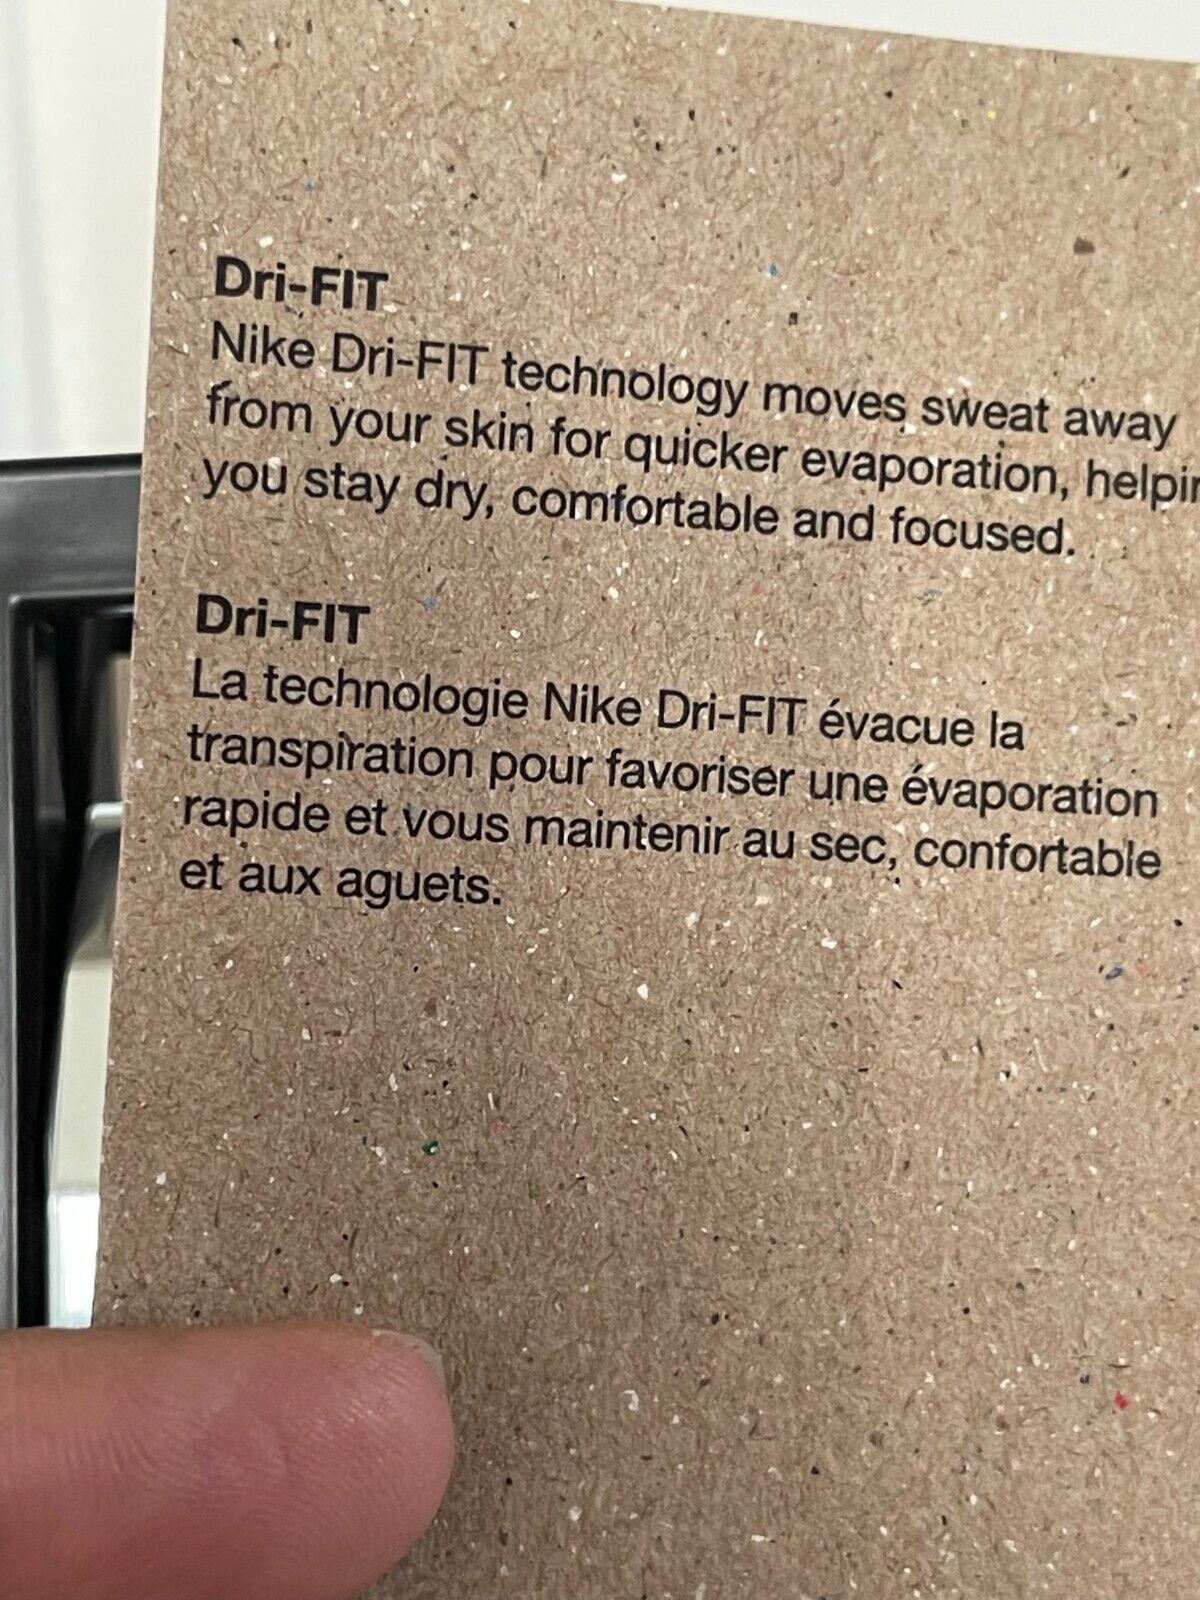 Dri-FIT
Nike Dri-FIT technology moves sweat away
from your skin for quicker evaporation,
you stay dry, comfortable and focused.
Dri-FIT
La technologie Nike Dri-FIT évacue la
transpiration pour favoriser une évaporation
rapide et vous maintenir au sec, confortable
et aux aguets.